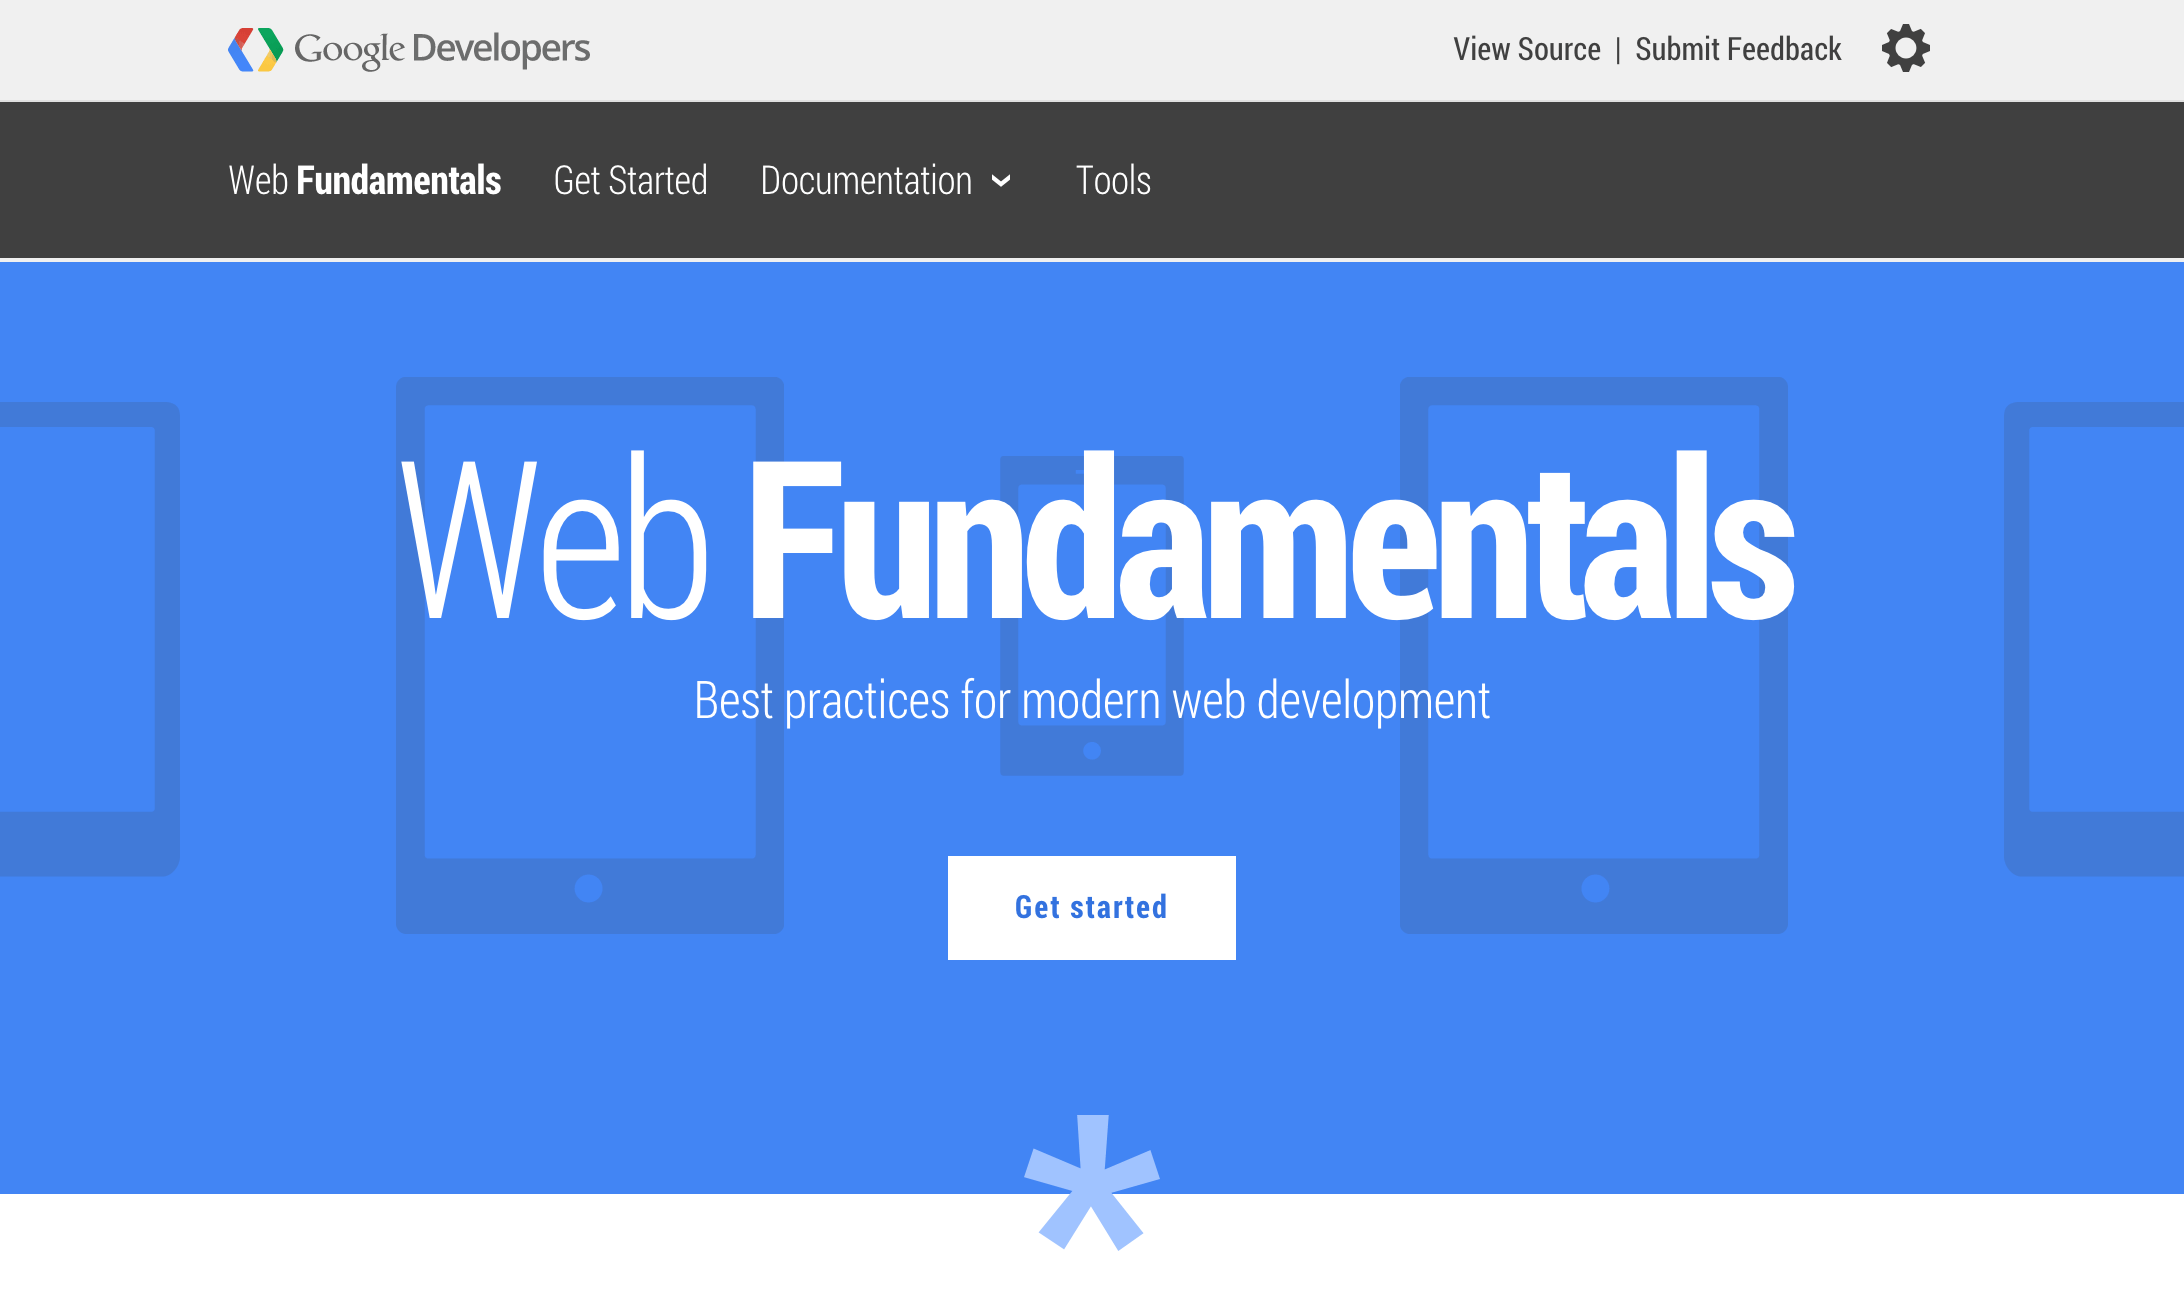 Google Developers
View Source | Submit Feedback
Web Fundamentals Get Started Documentation Tools
Web Fundamentals
Best practices for modern web development
Get started
*